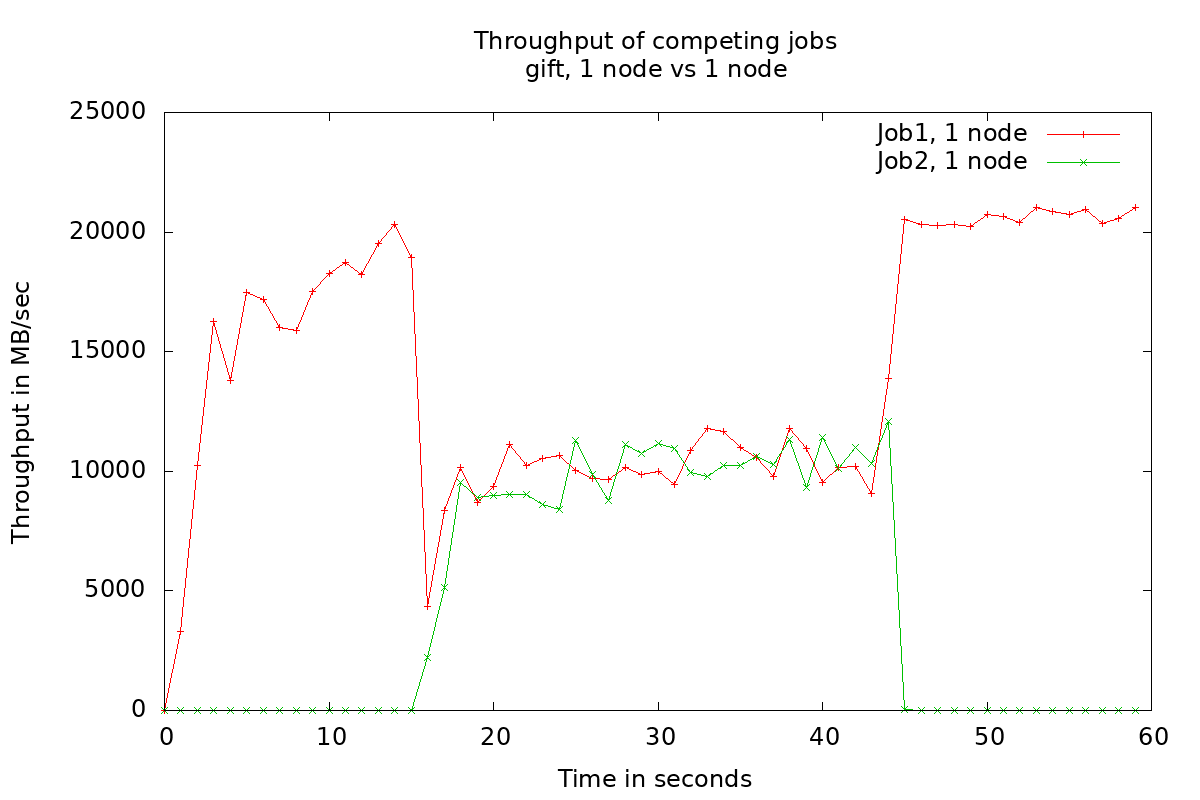 Throughput of competing jobs
gift, 1 node vs 1 node
25000
20000
15000
10000
5000
0
Throughput in MB/sec
Job1, 1 node
Job2, 1 node
0 10 20 30 40 50 60
Time in seconds